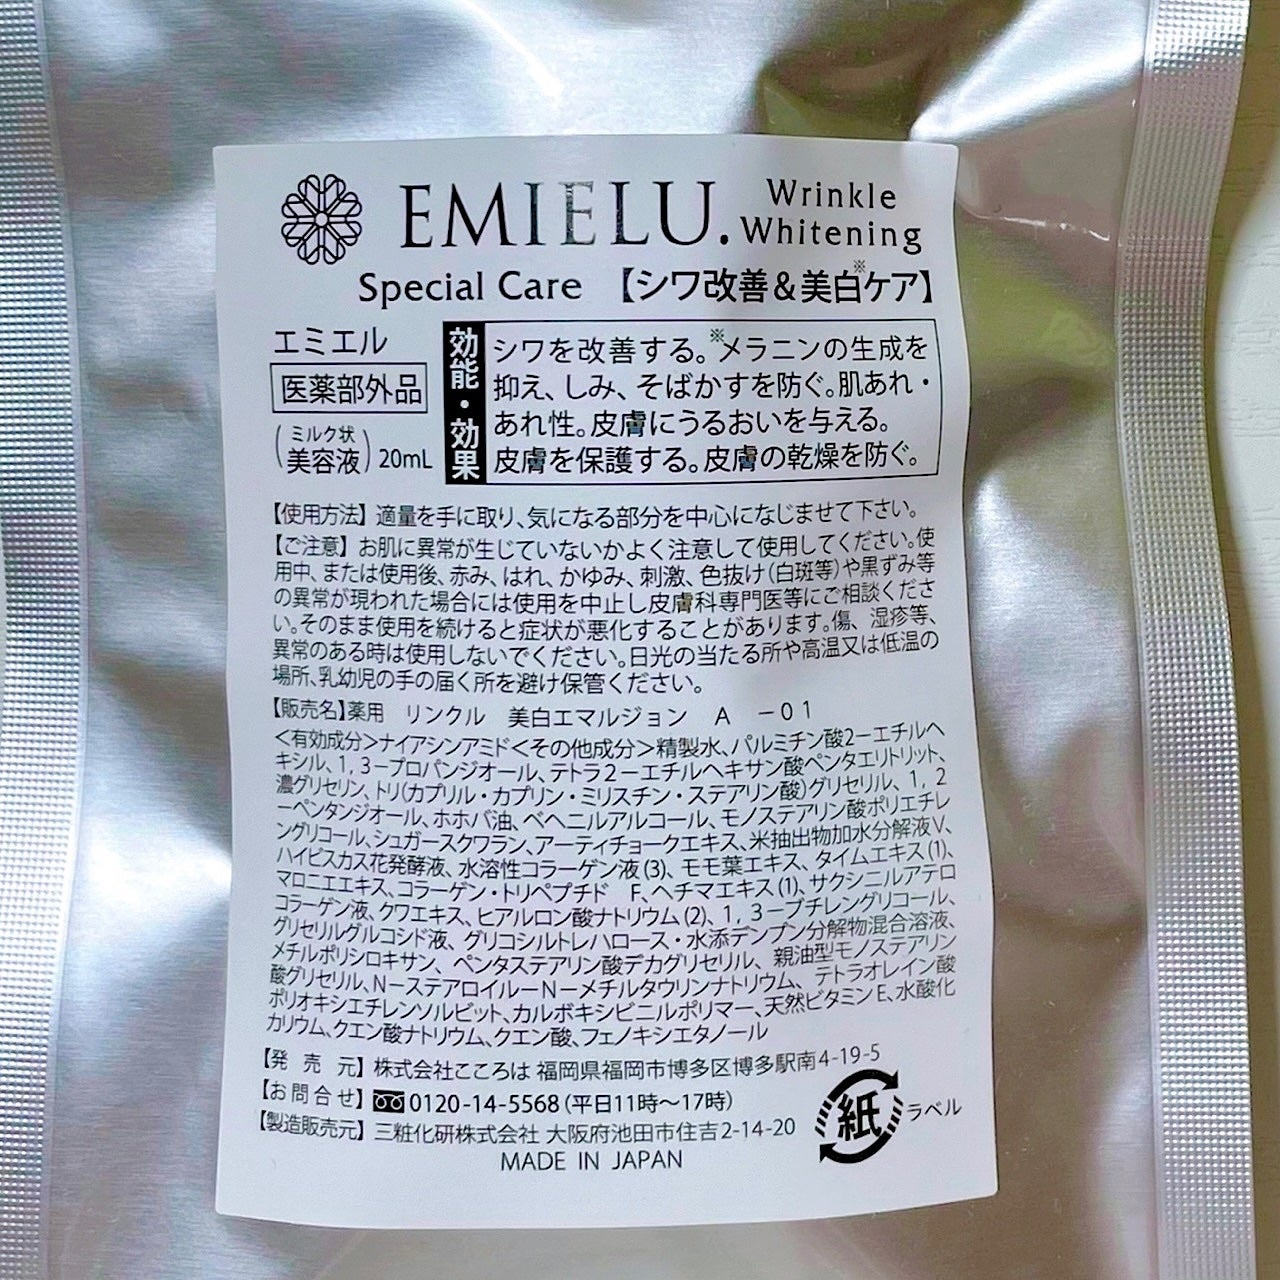 EMIELU. Wrinkle Whitening
Special Care 【シワ改善&美白※ケア】
エミエル
医薬部外品
(ミルク状美容液) 20mL
効能・効果
シワを改善する。※メラニンの生成を
抑え、しみ、そばかすを防ぐ。肌あれ・
あれ性。皮膚にうるおいを与える。
皮膚を保護する。皮膚の乾燥を防ぐ。
【使用方法】適量を手に取り、気になる部分を中心になじませて下さい。
【ご注意】お肌に異常が生じていないかよく注意して使用してください。使
用中、または使用後、赤み、はれ、かゆみ、刺激、色抜け(白斑等)や黒ずみ等
の異常が現われた場合には使用を中止し皮膚科専門医等にご相談くださ
い。そのまま使用を続けると症状が悪化することがあります。傷、湿疹等、
異常のある時は使用しないでください。日光の当たる所や高温又は低温の
場所、乳幼児の手の届く所を避け保管ください。
【販売名】薬用 リンクル 美白エマルジョン A －01
＜有効成分＞ナイアシンアミド＜その他成分＞精製水、パルミチン酸2－エチルヘ
キシル、1,3－プロパンジオール、テトラ2－エチルヘキサン酸ペンタエリトリット、
濃グリセリン、トリ(カプリル・カプリン・ミリスチン・ステアリン酸)グリセリル、1,2
－ペンタンジオール、ホホバ油、ベヘニルアルコール、モノステアリン酸ポリエチレ
ングリコール、シュガースクワラン、アーティチョークエキス、米抽出物加水分解液V、
ハイビスカス花発酵液、水溶性コラーゲン液(3)、モモ葉エキス、タイムエキス(1)、
マロニエエキス、コラーゲン・トリペプチド F、ヘチマエキス(1)、サクシニルアテロ
コラーゲン液、クワエキス、ヒアルロン酸ナトリウム(2)、1,3－ブチレングリコール、
グリセリルグルコシド液、グリコシルトレハロース・水添デンプン分解物混合溶液、
メチルポリシロキサン、ペンタステアリン酸デカグリセリル、親油型モノステアリン
酸グリセリル、N－ステアロイル－N－メチルタウリンナトリウム、テトラオレイン酸
ポリオキシエチレンソルビット、カルボキシビニルポリマー、天然ビタミンE、水酸化
カリウム、クエン酸ナトリウム、クエン酸、フェノキシエタノール
【発売元】株式会社こころは 福岡県福岡市博多区博多駅南4-19-5
【お問合せ】0120-14-5568(平日11時～17時)
【製造販売元】三粧化研株式会社 大阪府池田市住吉2-14-20
MADE IN JAPAN
紙 ラベル